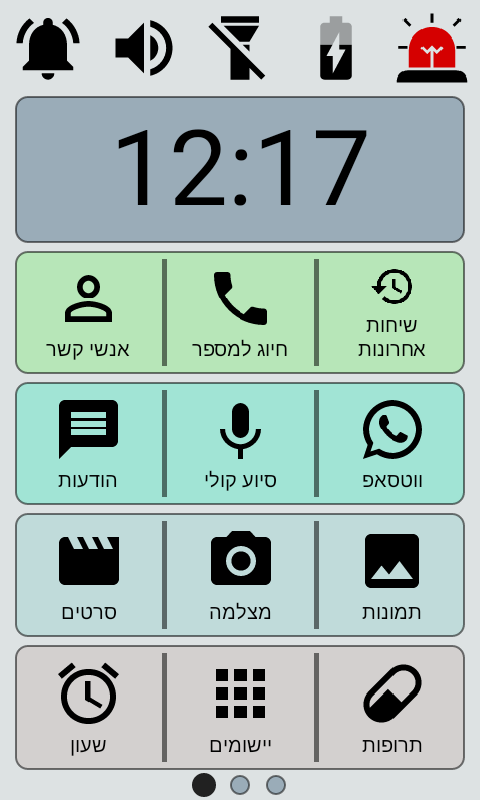 12:17
שיחות
אחרונות
חיוג למספר
אנשי קשר
ווטסאפ
סיוע קולי
הודעות
תמונות
מצלמה
סרטים
תרופות
יישומים
שעון